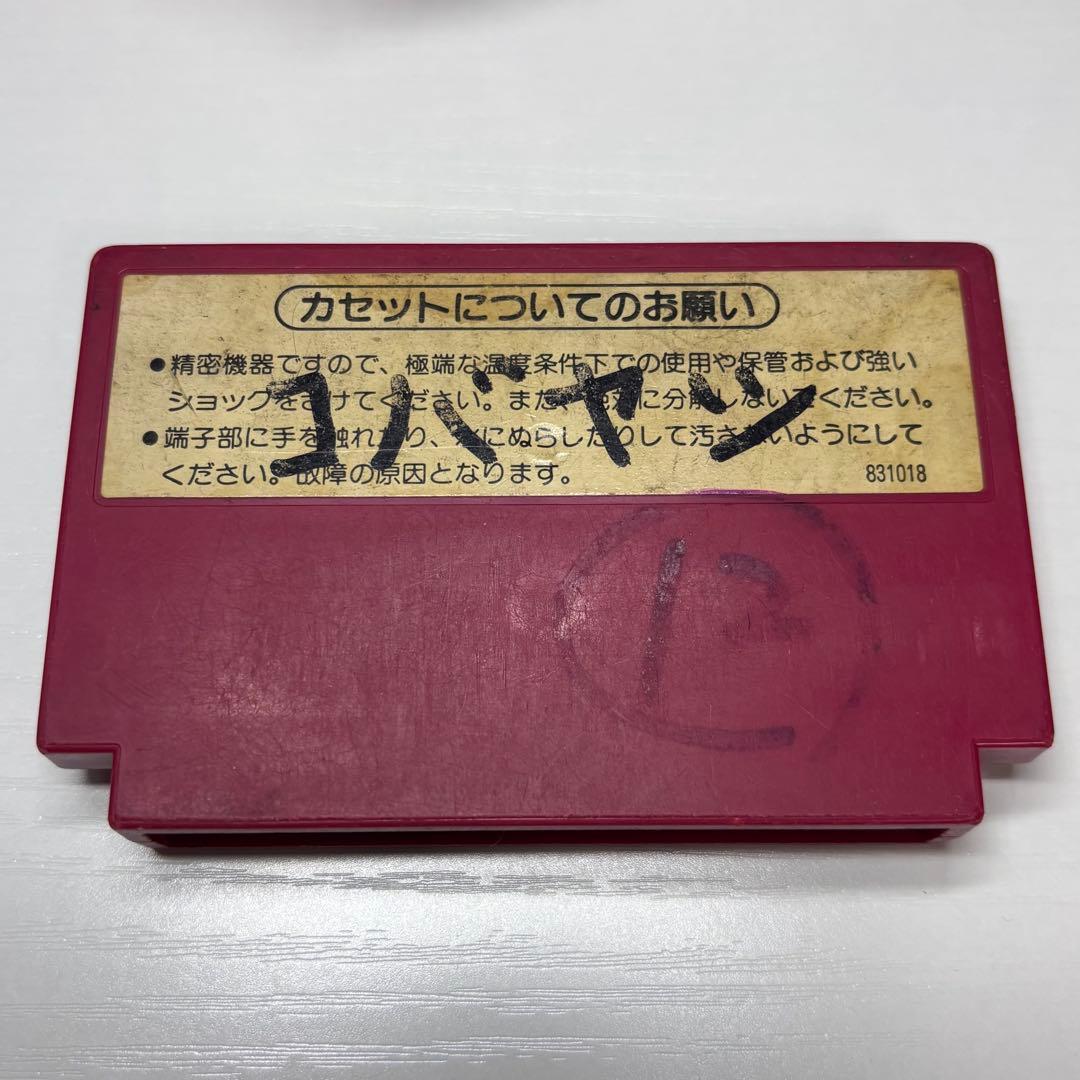 カセットについてのお願い
●精密機器ですので、極端な温度条件下での使用や保管および強い
ショックをさけてください。また、絶対に分解しないでください。
●端子部に手を触れたり、水にぬらしたりして汚さないようにして
ください。故障の原因となります。
831018
コバヤシ
12